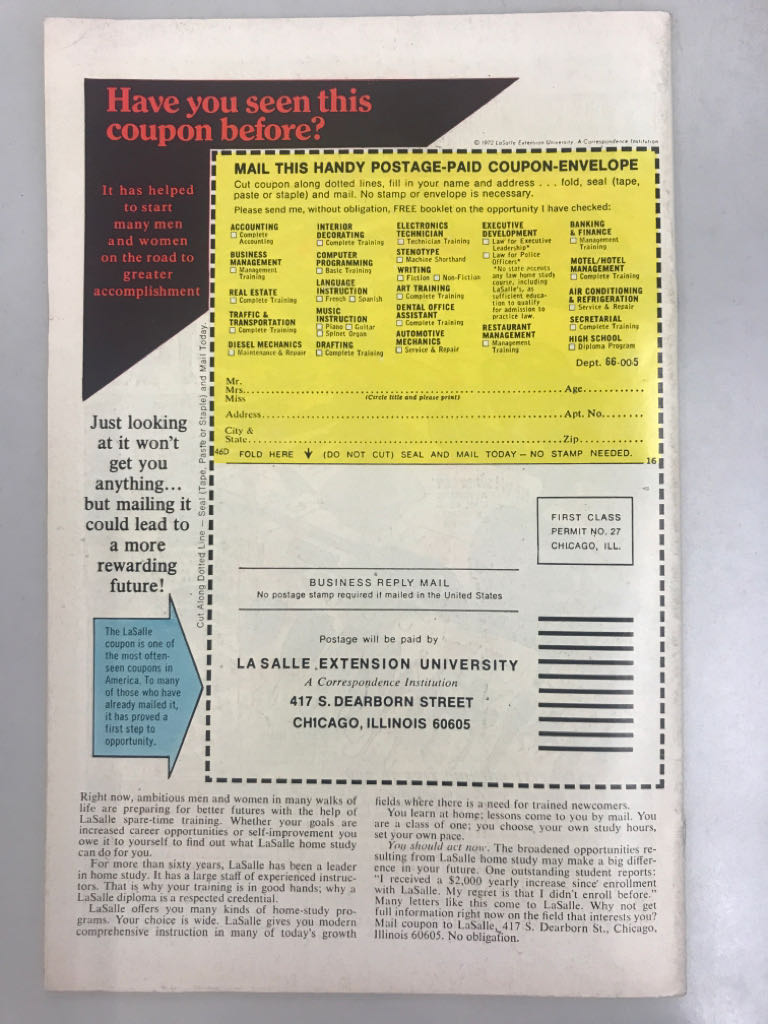 Have you seen this
coupon before?
© 1972 LaSalle Extension University, A Correspondence Institution
It has helped
to start
many men
and women
on the road to
greater
accomplishment
MAIL THIS HANDY POSTAGE-PAID COUPON-ENVELOPE
Cut coupon along dotted lines, fill in your name and address . . . fold, seal (tape,
paste or staple) and mail. No stamp or envelope is necessary.
Please send me, without obligation, FREE booklet on the opportunity I have checked:
ACCOUNTING
☐ Complete
Accounting
BUSINESS
MANAGEMENT
☐ Management
Training
REAL ESTATE
☐ Complete Training
TRAFFIC &
TRANSPORTATION
☐ Complete Training
DIESEL MECHANICS
☐ Maintenance & Repair
INTERIOR
DECORATING
☐ Complete Training
COMPUTER
PROGRAMMING
☐ Basic Training
LANGUAGE
INSTRUCTION
☐ French ☐ Spanish
MUSIC
INSTRUCTION
☐ Piano ☐ Guitar
☐ Spinet Organ
DRAFTING
☐ Complete Training
ELECTRONICS
TECHNICIAN
☐ Technician Training
STENOTYPE
☐ Machine Shorthand
WRITING
☐ Fiction ☐ Non-Fiction
ART TRAINING
☐ Complete Training
DENTAL OFFICE
ASSISTANT
☐ Complete Training
AUTOMOTIVE
MECHANICS
☐ Service & Repair
EXECUTIVE
DEVELOPMENT
☐ Law for Executive
Leadership*
☐ Law for Police
Officers*
*No state accepts
any law home study
course, including
LaSalle's, as
sufficient educa-
tion to qualify
for admission to
practice law.
RESTAURANT
MANAGEMENT
☐ Management
Training
BANKING
& FINANCE
☐ Management
Training
MOTEL/HOTEL
MANAGEMENT
☐ Complete Training
AIR CONDITIONING
& REFRIGERATION
☐ Service & Repair
SECRETARIAL
☐ Complete Training
HIGH SCHOOL
☐ Diploma Program
Dept. 66-005
Mr.
Mrs. Age
Miss (Circle title and please print)
Address Apt. No.
City &
State Zip
46D FOLD HERE ↓ (DO NOT CUT) SEAL AND MAIL TODAY – NO STAMP NEEDED.
16
Cut Along Dotted Line – Seal (Tape, Paste or Staple) and Mail Today.
Just looking
at it won't
get you
anything...
but mailing it
could lead to
a more
rewarding
future!
The LaSalle
coupon is one of
the most often-
seen coupons in
America. To many
of those who have
already mailed it,
it has proved a
first step to
opportunity.
FIRST CLASS
PERMIT NO. 27
CHICAGO, ILL.
BUSINESS REPLY MAIL
No postage stamp required if mailed in the United States
Postage will be paid by
LA SALLE EXTENSION UNIVERSITY
A Correspondence Institution
417 S. DEARBORN STREET
CHICAGO, ILLINOIS 60605
Right now, ambitious men and women in many walks of
life are preparing for better futures with the help of
LaSalle spare-time training. Whether your goals are
increased career opportunities or self-improvement you
owe it to yourself to find out what LaSalle home study
can do for you.
For more than sixty years, LaSalle has been a leader
in home study. It has a large staff of experienced instruc-
tors. That is why your training is in good hands; why a
LaSalle diploma is a respected credential.
LaSalle offers you many kinds of home-study pro-
grams. Your choice is wide. LaSalle gives you modern
comprehensive instruction in many of today's growth
fields where there is a need for trained newcomers.
You learn at home; lessons come to you by mail. You
are a class of one; you choose your own study hours,
set your own pace.
You should act now. The broadened opportunities re-
sulting from LaSalle home study may make a big differ-
ence in your future. One outstanding student reports:
"I received a $2,000 yearly increase since enrollment
with LaSalle. My regret is that I didn't enroll before."
Many letters like this come to LaSalle. Why not get
full information right now on the field that interests you?
Mail coupon to LaSalle, 417 S. Dearborn St., Chicago,
Illinois 60605. No obligation.